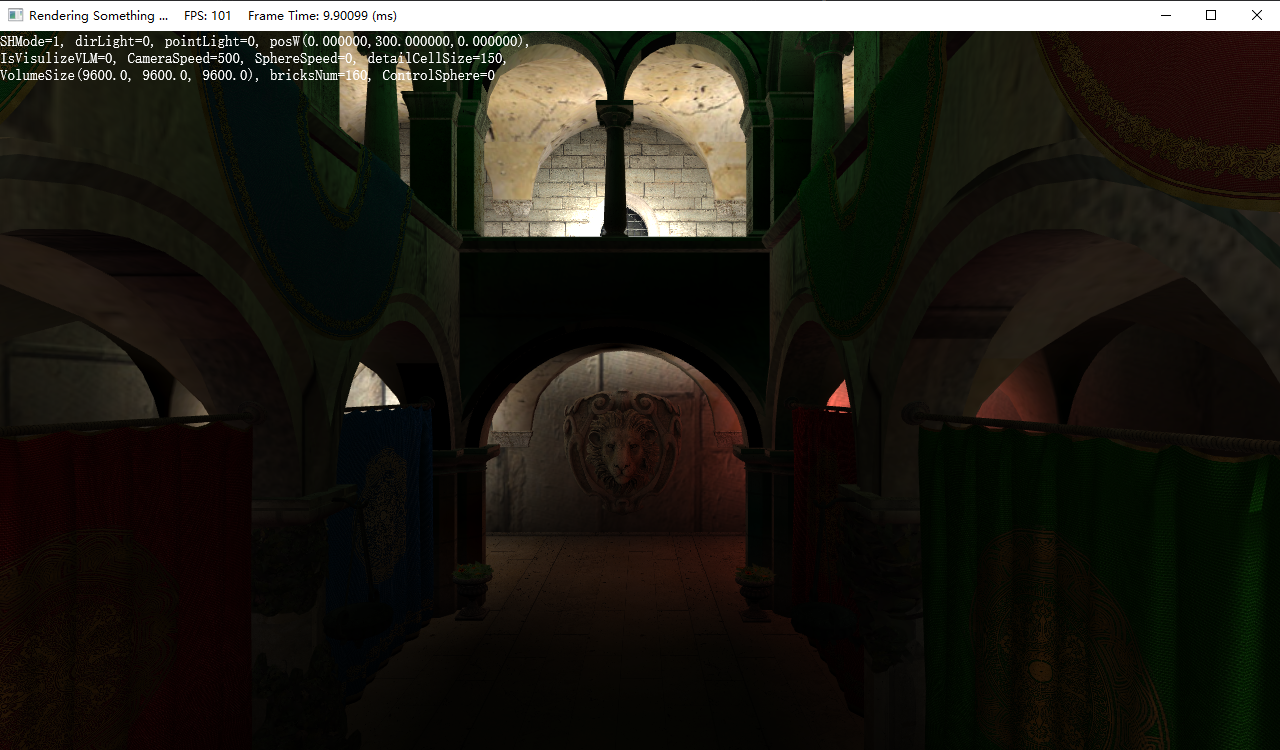 Rendering Something ... FPS: 101 Frame Time: 9.90099 (ms)
SHMode=1, dirLight=0, pointLight=0, posW(0.000000,300.000000,0.000000),
IsVisulizeVLM=0, CameraSpeed=500, SphereSpeed=0, detailCellSize=150,
VolumeSize(9600.0, 9600.0, 9600.0), bricksNum=160, ControlSphere=0